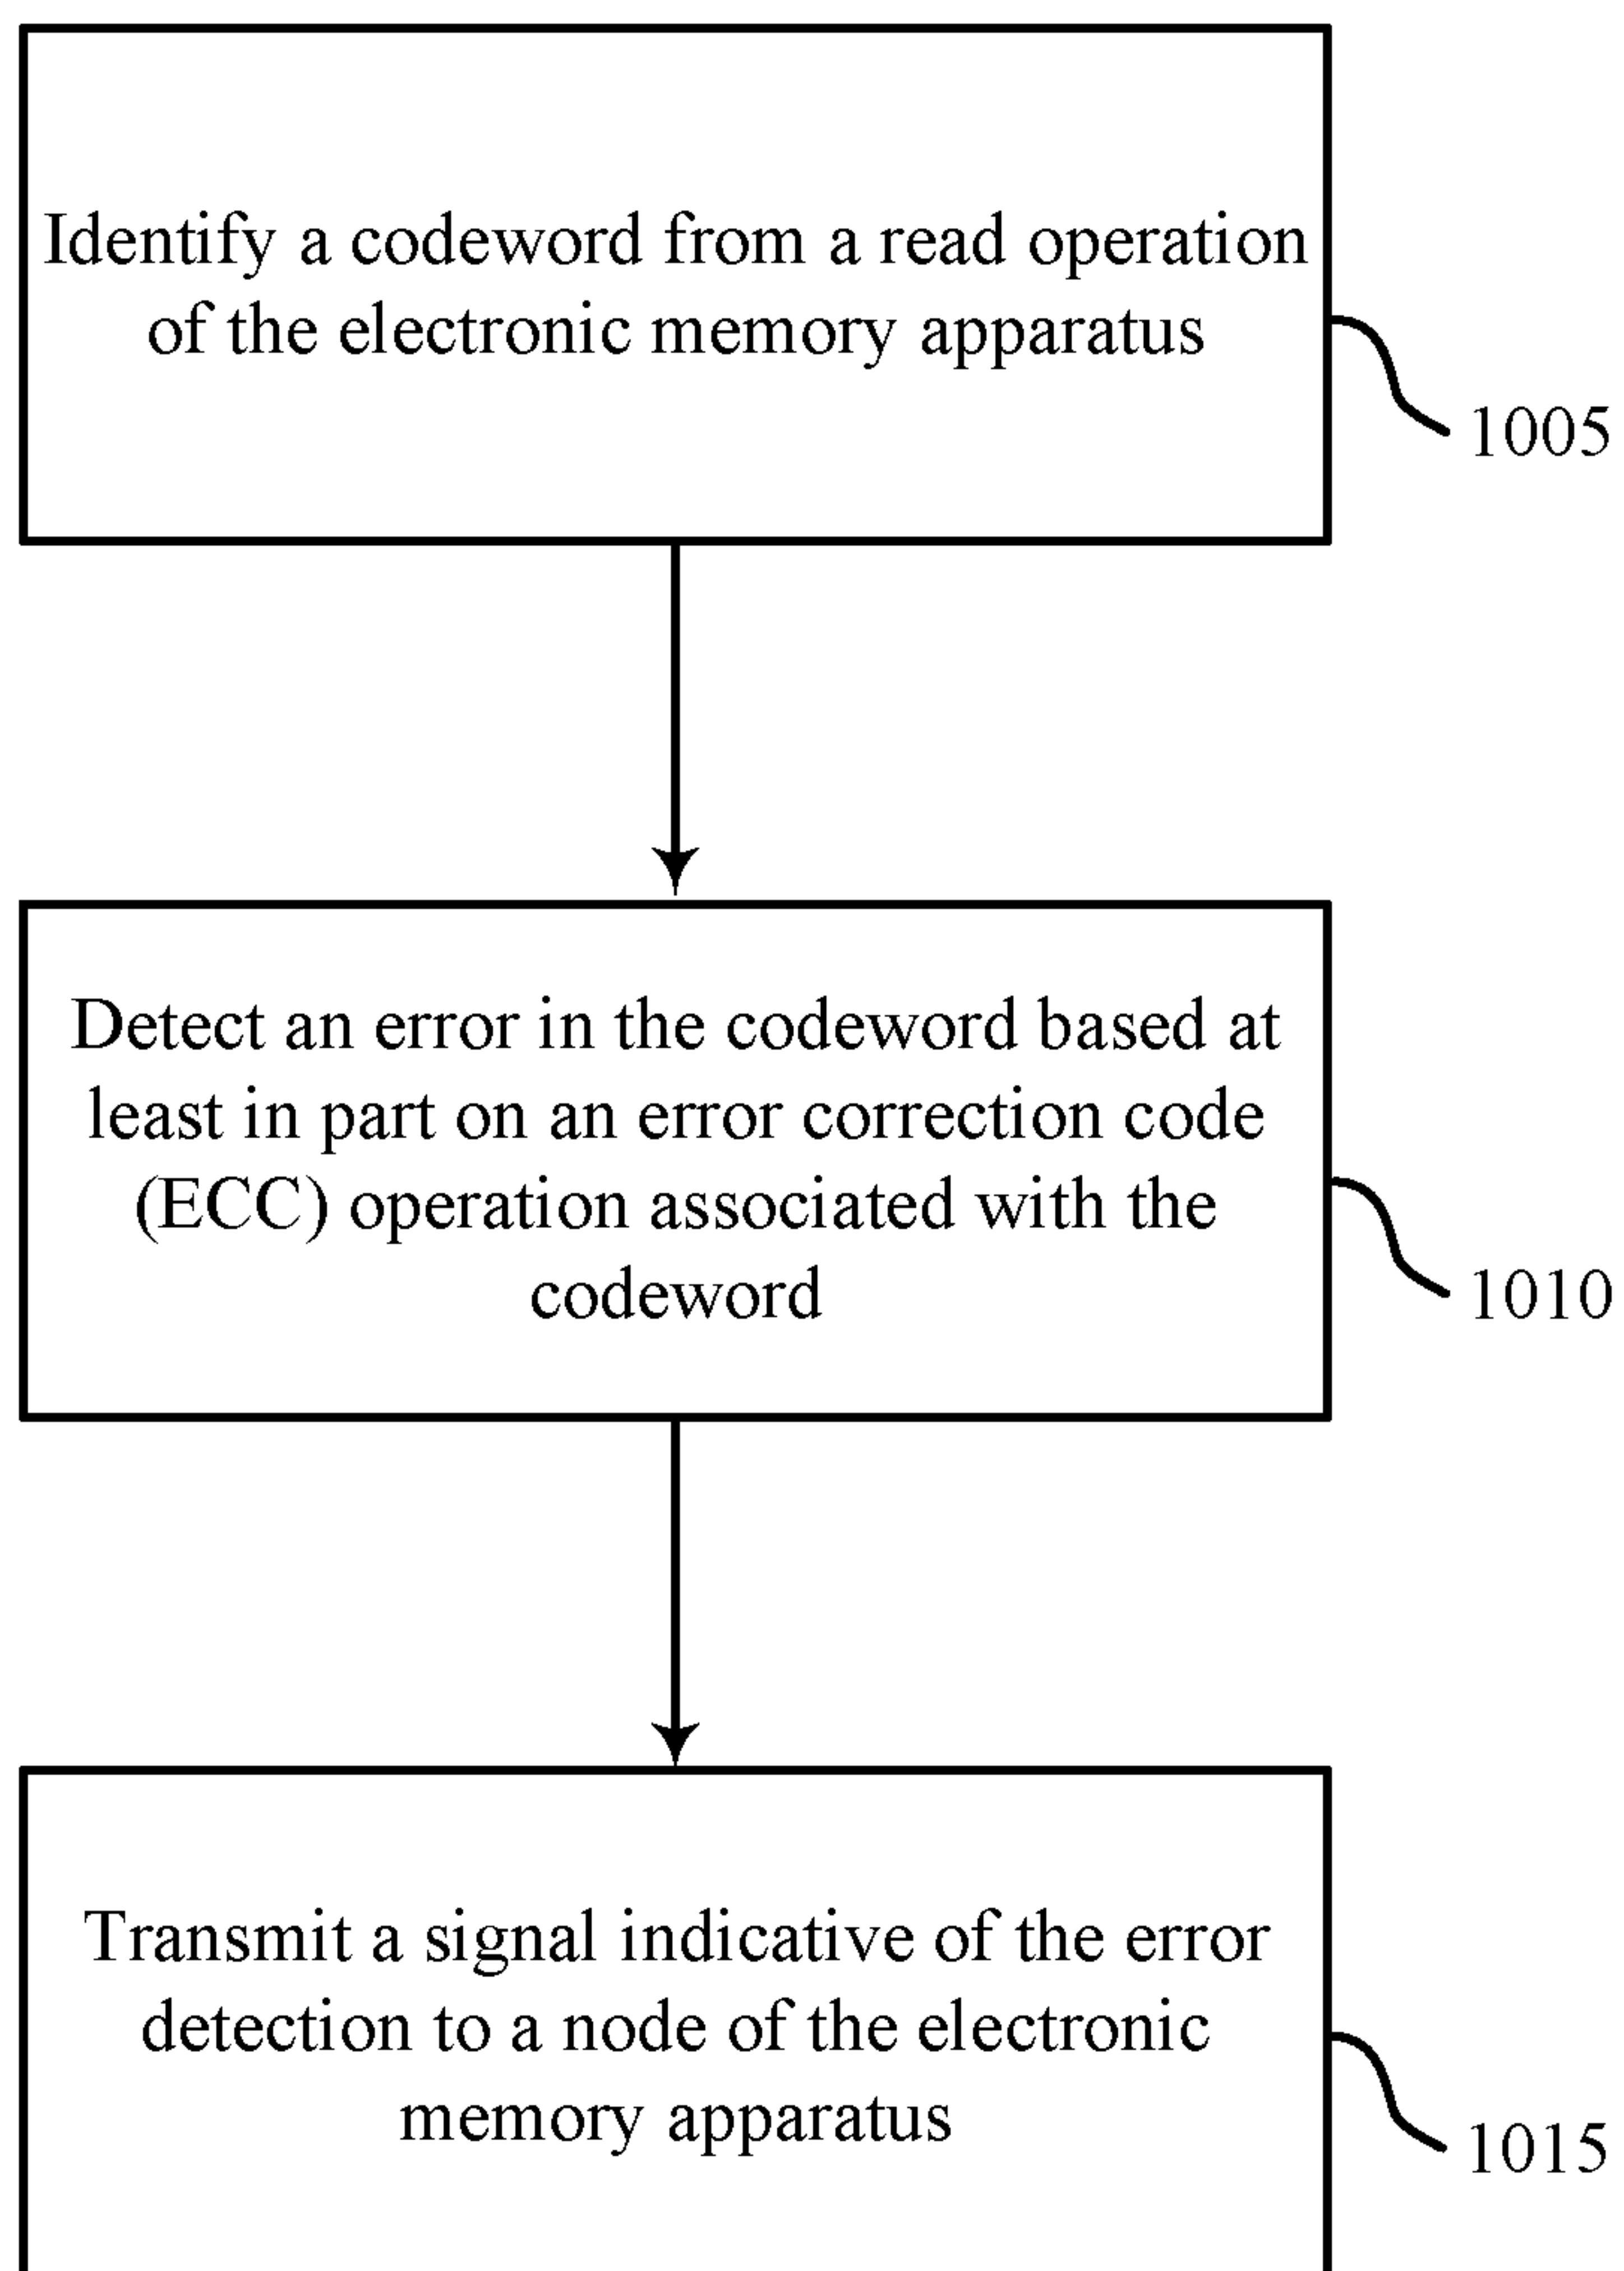 Identify a codeword from a read operation
of the electronic memory apparatus
1005
Detect an error in the codeword based at
least in part on an error correction code
(ECC) operation associated with the
codeword
1010
Transmit a signal indicative of the error
detection to a node of the electronic
memory apparatus
1015